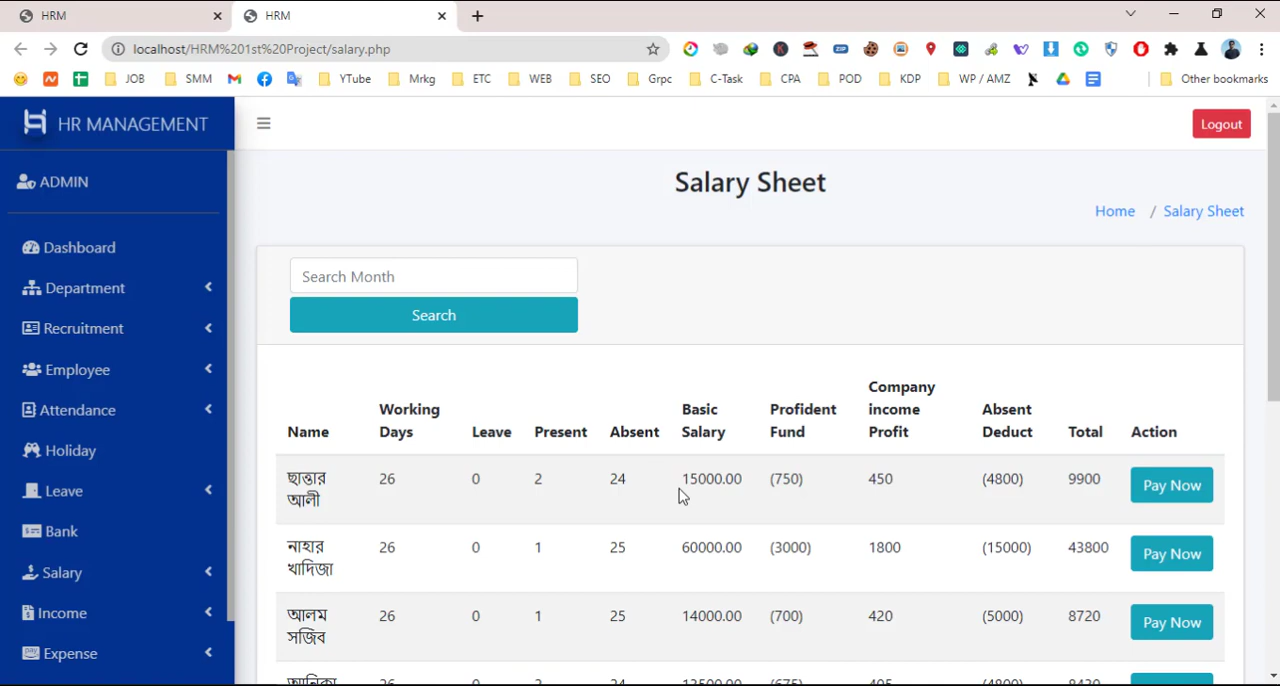 HRM
HRM
localhost/HRM%201st%20Project/salary.php
JOB SMM YTube Mrkg ETC WEB SEO Grpc C-Task CPA POD KDP WP / AMZ Other bookmarks
HR MANAGEMENT
Logout
ADMIN
Salary Sheet
Home / Salary Sheet
Dashboard
Department
Recruitment
Employee
Attendance
Holiday
Leave
Bank
Salary
Income
Expense
Search Month
Search
Name Working Days Leave Present Absent Basic Salary Profident Fund Company income Profit Absent Deduct Total Action
ছাত্তার আলী 26 0 2 24 15000.00 (750) 450 (4800) 9900 Pay Now
নাহার খাদিজা 26 0 1 25 60000.00 (3000) 1800 (15000) 43800 Pay Now
আলম সজিব 26 0 1 25 14000.00 (700) 420 (5000) 8720 Pay Now